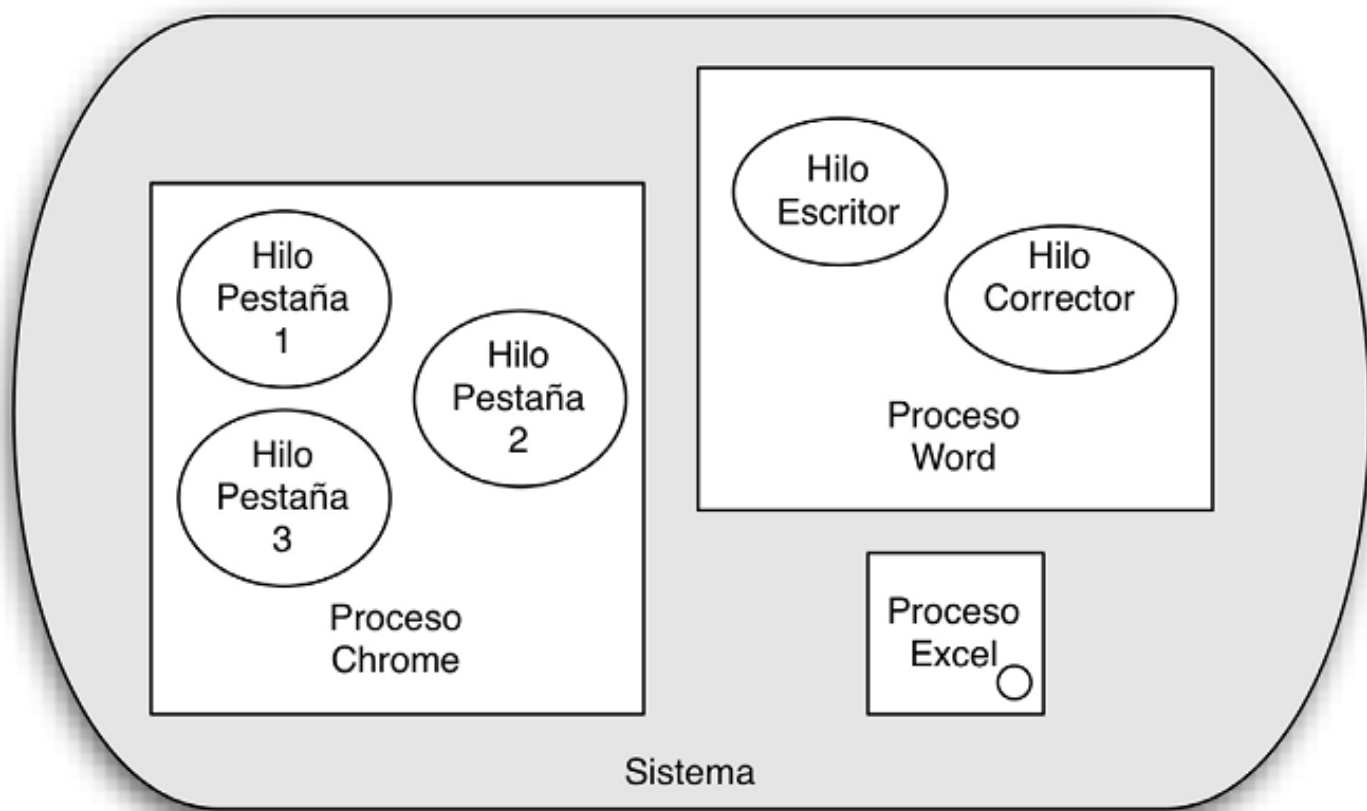 Hilo
Pestaña
1
Hilo
Pestaña
2
Hilo
Pestaña
3
Proceso
Chrome
Hilo
Escritor
Hilo
Corrector
Proceso
Word
Proceso
Excel
Sistema